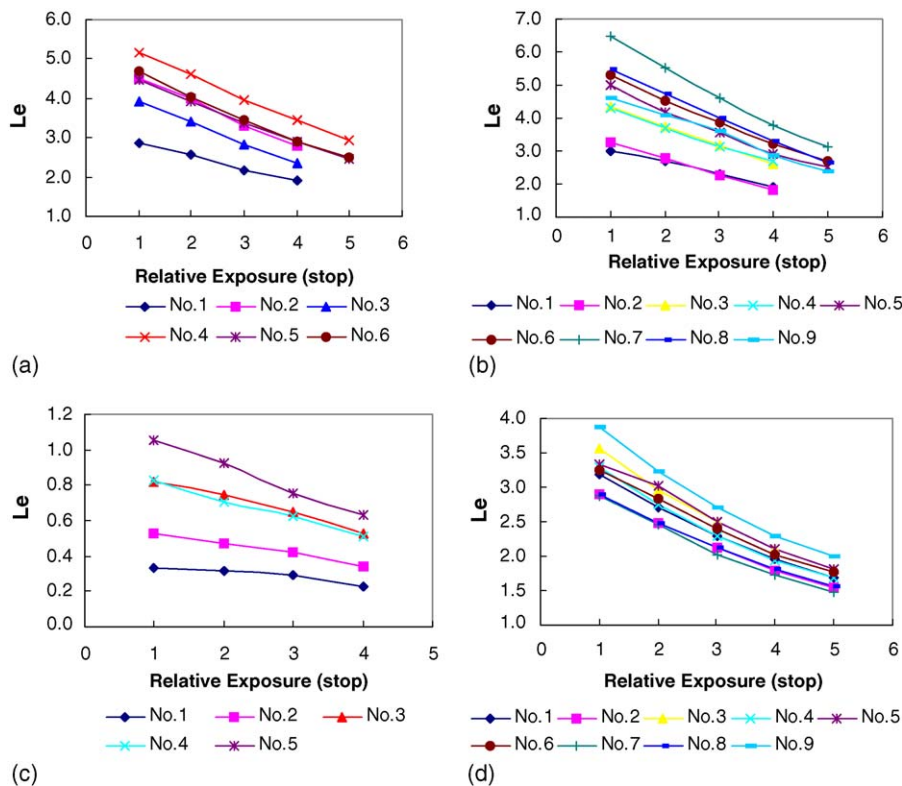 6.0
5.0
4.0
3.0
2.0
1.0
Le
0 1 2 3 4 5 6
Relative Exposure (stop)
No.1 No.2 No.3
No.4 No.5 No.6
(a)
7.0
6.0
5.0
4.0
3.0
2.0
1.0
Le
0 1 2 3 4 5 6
Relative Exposure (stop)
No.1 No.2 No.3 No.4 No.5
No.6 No.7 No.8 No.9
(b)
1.2
1.0
0.8
0.6
0.4
0.2
0.0
Le
0 1 2 3 4 5
Relative Exposure (stop)
No.1 No.2 No.3
No.4 No.5
(c)
4.0
3.5
3.0
2.5
2.0
1.5
1.0
Le
0 1 2 3 4 5 6
Relative Exposure (stop)
No.1 No.2 No.3 No.4 No.5
No.6 No.7 No.8 No.9
(d)